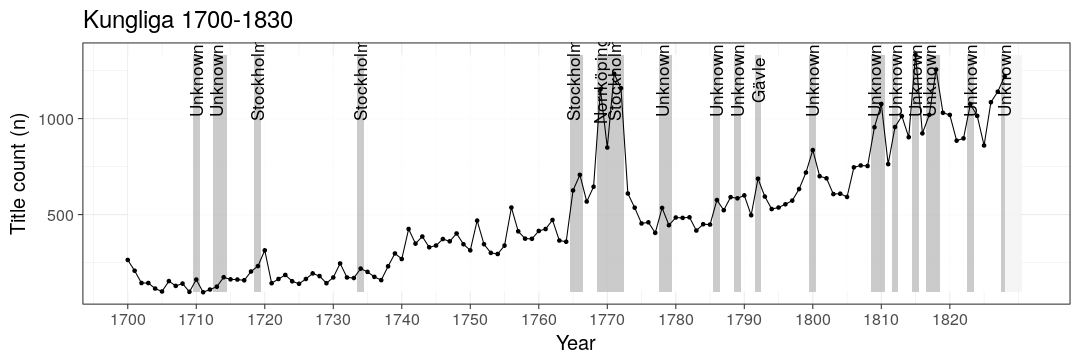 Kungliga 1700-1830
Title count (n)
1000
500
Unknown
Unknown
Stockholm
Stockholm
Stockholm
Norrköping
Stockholm
Unknown
Unknown
Unknown
Gävle
Unknown
Unknown
Unknown
Unknown
Unknown
Unknown
Unknown
1700 1710 1720 1730 1740 1750 1760 1770 1780 1790 1800 1810 1820
Year